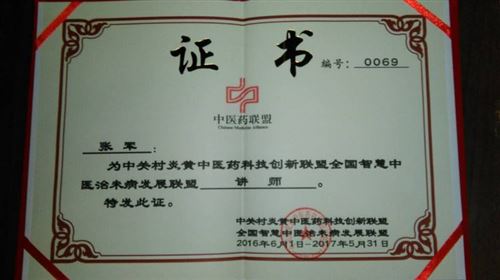 证书
编号：0069
中医药联盟
Chinese Medicine Alliance
张军：
为中关村炎黄中医药科技创新联盟全国智慧中
医治未病发展联盟讲师。
特发此证。
中关村炎黄中医药科技创新联盟
全国智慧中医治未病发展联盟
2016年6月1日-2017年5月31日